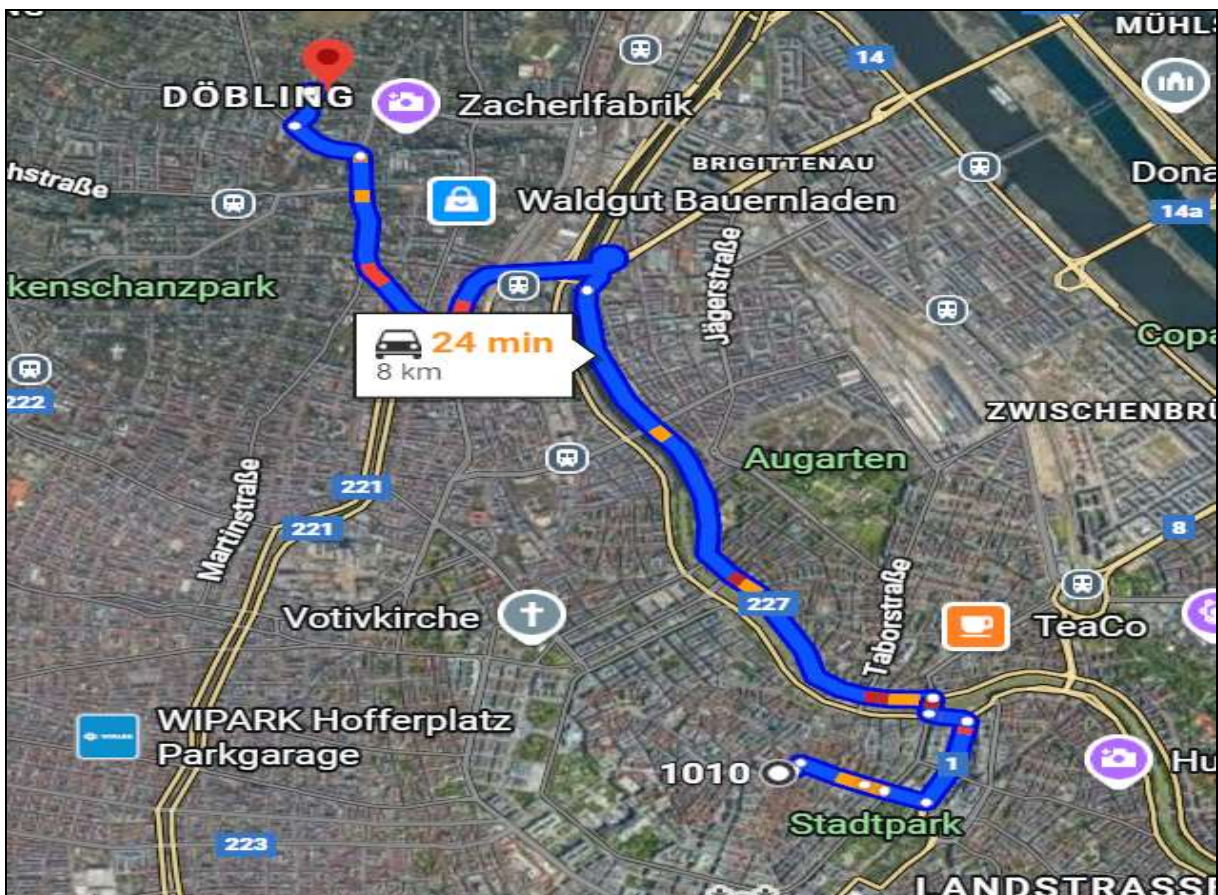 MÜHLS
14
DÖBLING
Zacherlfabrik
BRIGITTENAU
hstraße
Dona
Waldgut Bauernladen
14a
Jägerstraße
kenschanzpark
24 min
8 km
Copa
222
ZWISCHENBRÜ
Augarten
221
Martinstraße
221
8
227
Votivkirche
Taborstraße
TeaCo
WIPARK Hofferplatz
Parkgarage
1010
1
Hu
Stadtpark
223
LANDSTRASSE